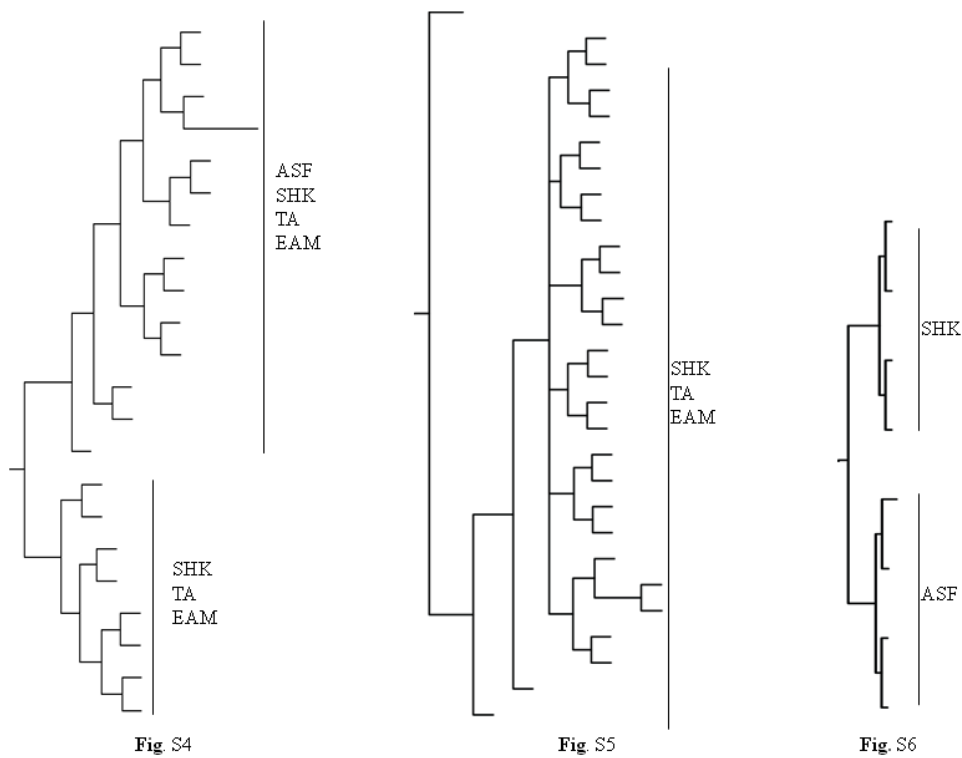 ASF
SHK
TA
EAM
SHK
TA
EAM
Fig. S4
SHK
TA
EAM
Fig. S5
SHK
ASF
Fig. S6